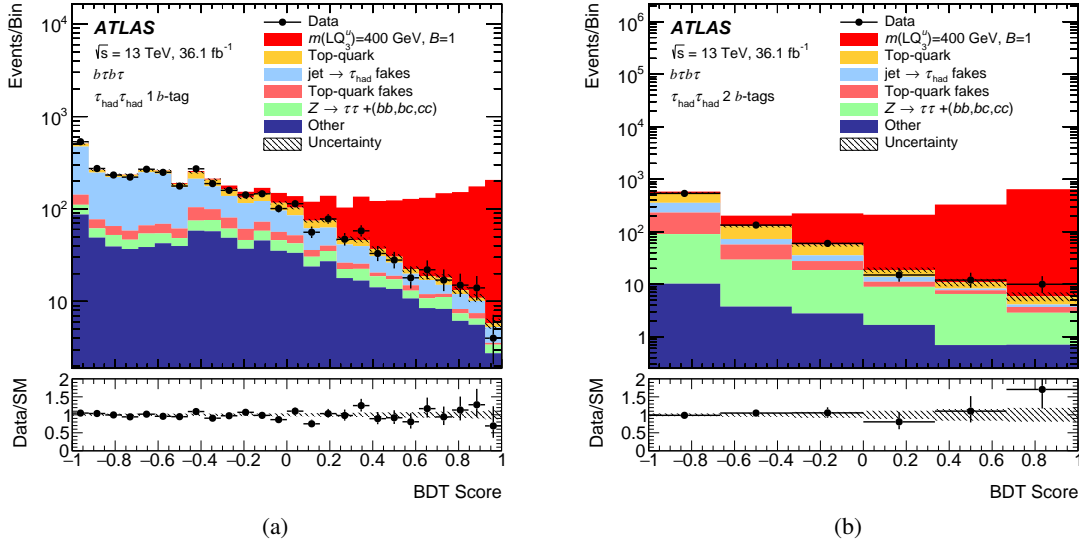 Events/Bin
10⁴
10³
10²
10
ATLAS
√s = 13 TeV, 36.1 fb⁻¹
bτbτ
τ_had τ_had 1 b-tag
Data
m(LQ₃ᵘ)=400 GeV, B=1
Top-quark
jet → τ_had fakes
Top-quark fakes
Z → ττ +(bb,bc,cc)
Other
Uncertainty
Data/SM
2
1.5
1
0.5
−1 −0.8 −0.6 −0.4 −0.2 0 0.2 0.4 0.6 0.8 1
BDT Score
(a)
Events/Bin
10⁶
10⁵
10⁴
10³
10²
10
1
ATLAS
√s = 13 TeV, 36.1 fb⁻¹
bτbτ
τ_had τ_had 2 b-tags
Data
m(LQ₃ᵘ)=400 GeV, B=1
Top-quark
jet → τ_had fakes
Top-quark fakes
Z → ττ +(bb,bc,cc)
Other
Uncertainty
Data/SM
2
1.5
1
0.5
−1 −0.8 −0.6 −0.4 −0.2 0 0.2 0.4 0.6 0.8 1
BDT Score
(b)